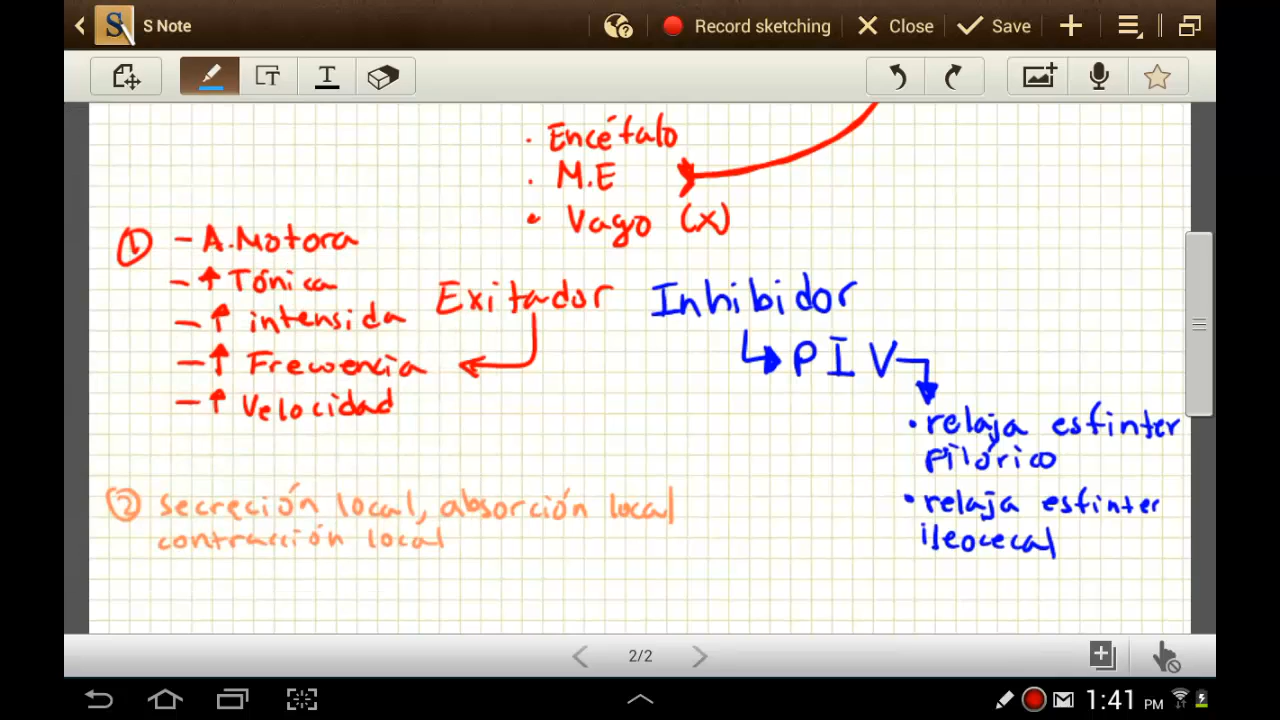 S Note
Record sketching
Close
Save
· Encéfalo
· M.E
· Vago (x)
① - A.Motora
- ↑ Tónica
- ↑ intensida
- ↑ Frecuencia
- ↑ Velocidad
Exitador
Inhibidor
PIV
· relaja esfinter
pilórico
· relaja esfinter
ileocecal
② secreción local, absorción local
contracción local
2/2
1:41 PM